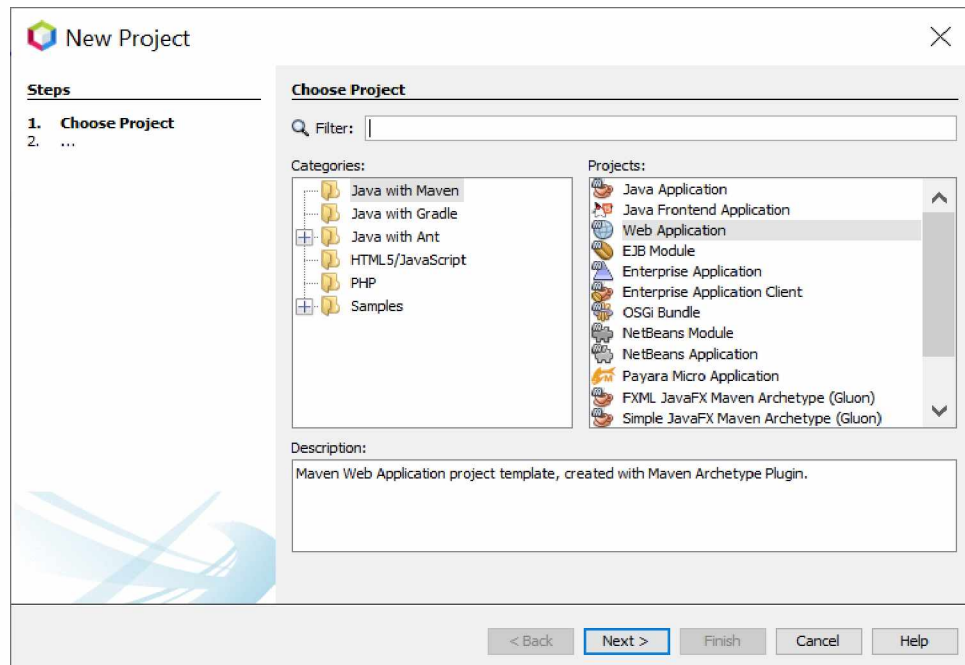 New Project
Steps
1. Choose Project
2. ...
Choose Project
Filter:
Categories:
Java with Maven
Java with Gradle
Java with Ant
HTML5/JavaScript
PHP
Samples
Projects:
Java Application
Java Frontend Application
Web Application
EJB Module
Enterprise Application
Enterprise Application Client
OSGi Bundle
NetBeans Module
NetBeans Application
Payara Micro Application
FXML JavaFX Maven Archetype (Gluon)
Simple JavaFX Maven Archetype (Gluon)
Description:
Maven Web Application project template, created with Maven Archetype Plugin.
< Back
Next >
Finish
Cancel
Help